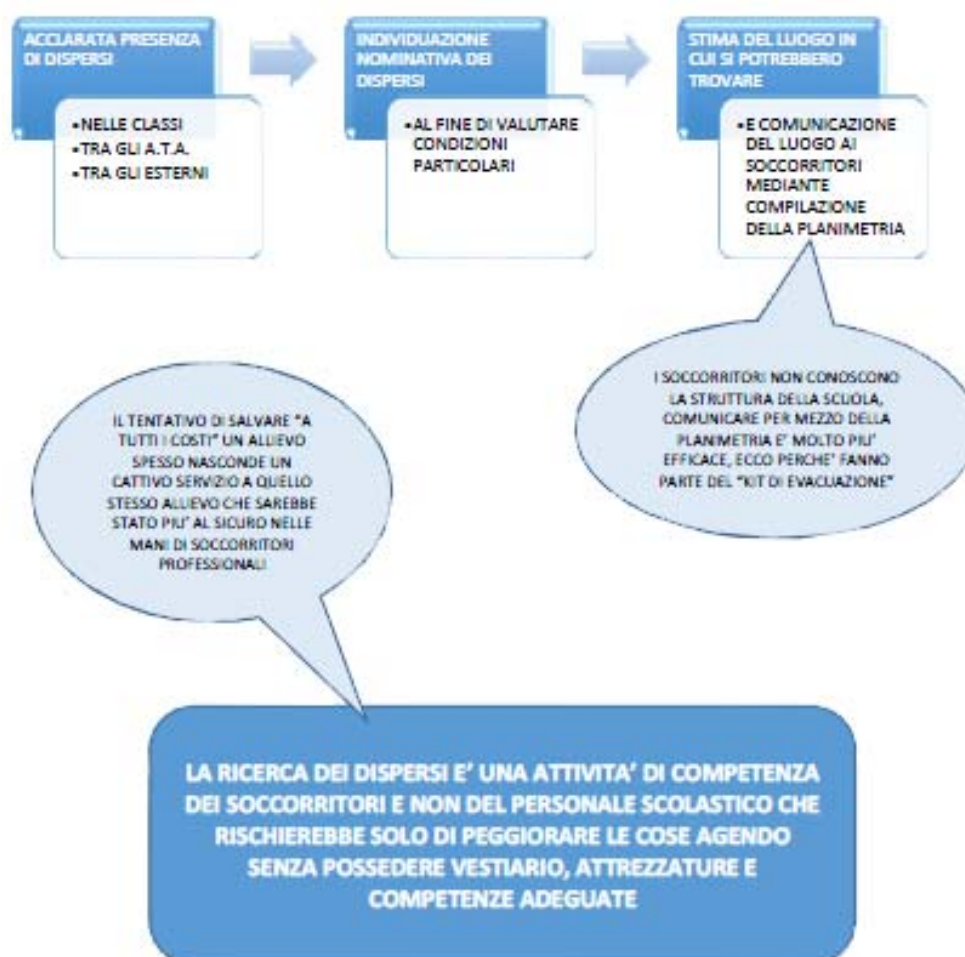 ACCLARATA PRESENZA
DI DISPERSI
•NELLE CLASSI
•TRA GLI A.T.A.
•TRA GLI ESTERNI
INDIVIDUAZIONE
NOMINATIVA DEI
DISPERSI
•AL FINE DI VALUTARE
CONDIZIONI
PARTICOLARI
STIMA DEL LUOGO IN
CUI SI POTREBBERO
TROVARE
•E COMUNICAZIONE
DEL LUOGO AI
SOCCORRITORI
MEDIANTE
COMPILAZIONE
DELLA PLANIMETRIA
I SOCCORRITORI NON CONOSCONO
LA STRUTTURA DELLA SCUOLA,
COMUNICARE PER MEZZO DELLA
PLANIMETRIA E' MOLTO PIU'
EFFICACE, ECCO PERCHE' FANNO
PARTE DEL "KIT DI EVACUAZIONE"
IL TENTATIVO DI SALVARE "A
TUTTI I COSTI" UN ALLIEVO
SPESSO NASCONDE UN
CATTIVO SERVIZIO A QUELLO
STESSO ALLIEVO CHE SAREBBE
STATO PIU' AL SICURO NELLE
MANI DI SOCCORRITORI
PROFESSIONALI
LA RICERCA DEI DISPERSI E' UNA ATTIVITA' DI COMPETENZA
DEI SOCCORRITORI E NON DEL PERSONALE SCOLASTICO CHE
RISCHIEREBBE SOLO DI PEGGIORARE LE COSE AGENDO
SENZA POSSEDERE VESTIARIO, ATTREZZATURE E
COMPETENZE ADEGUATE